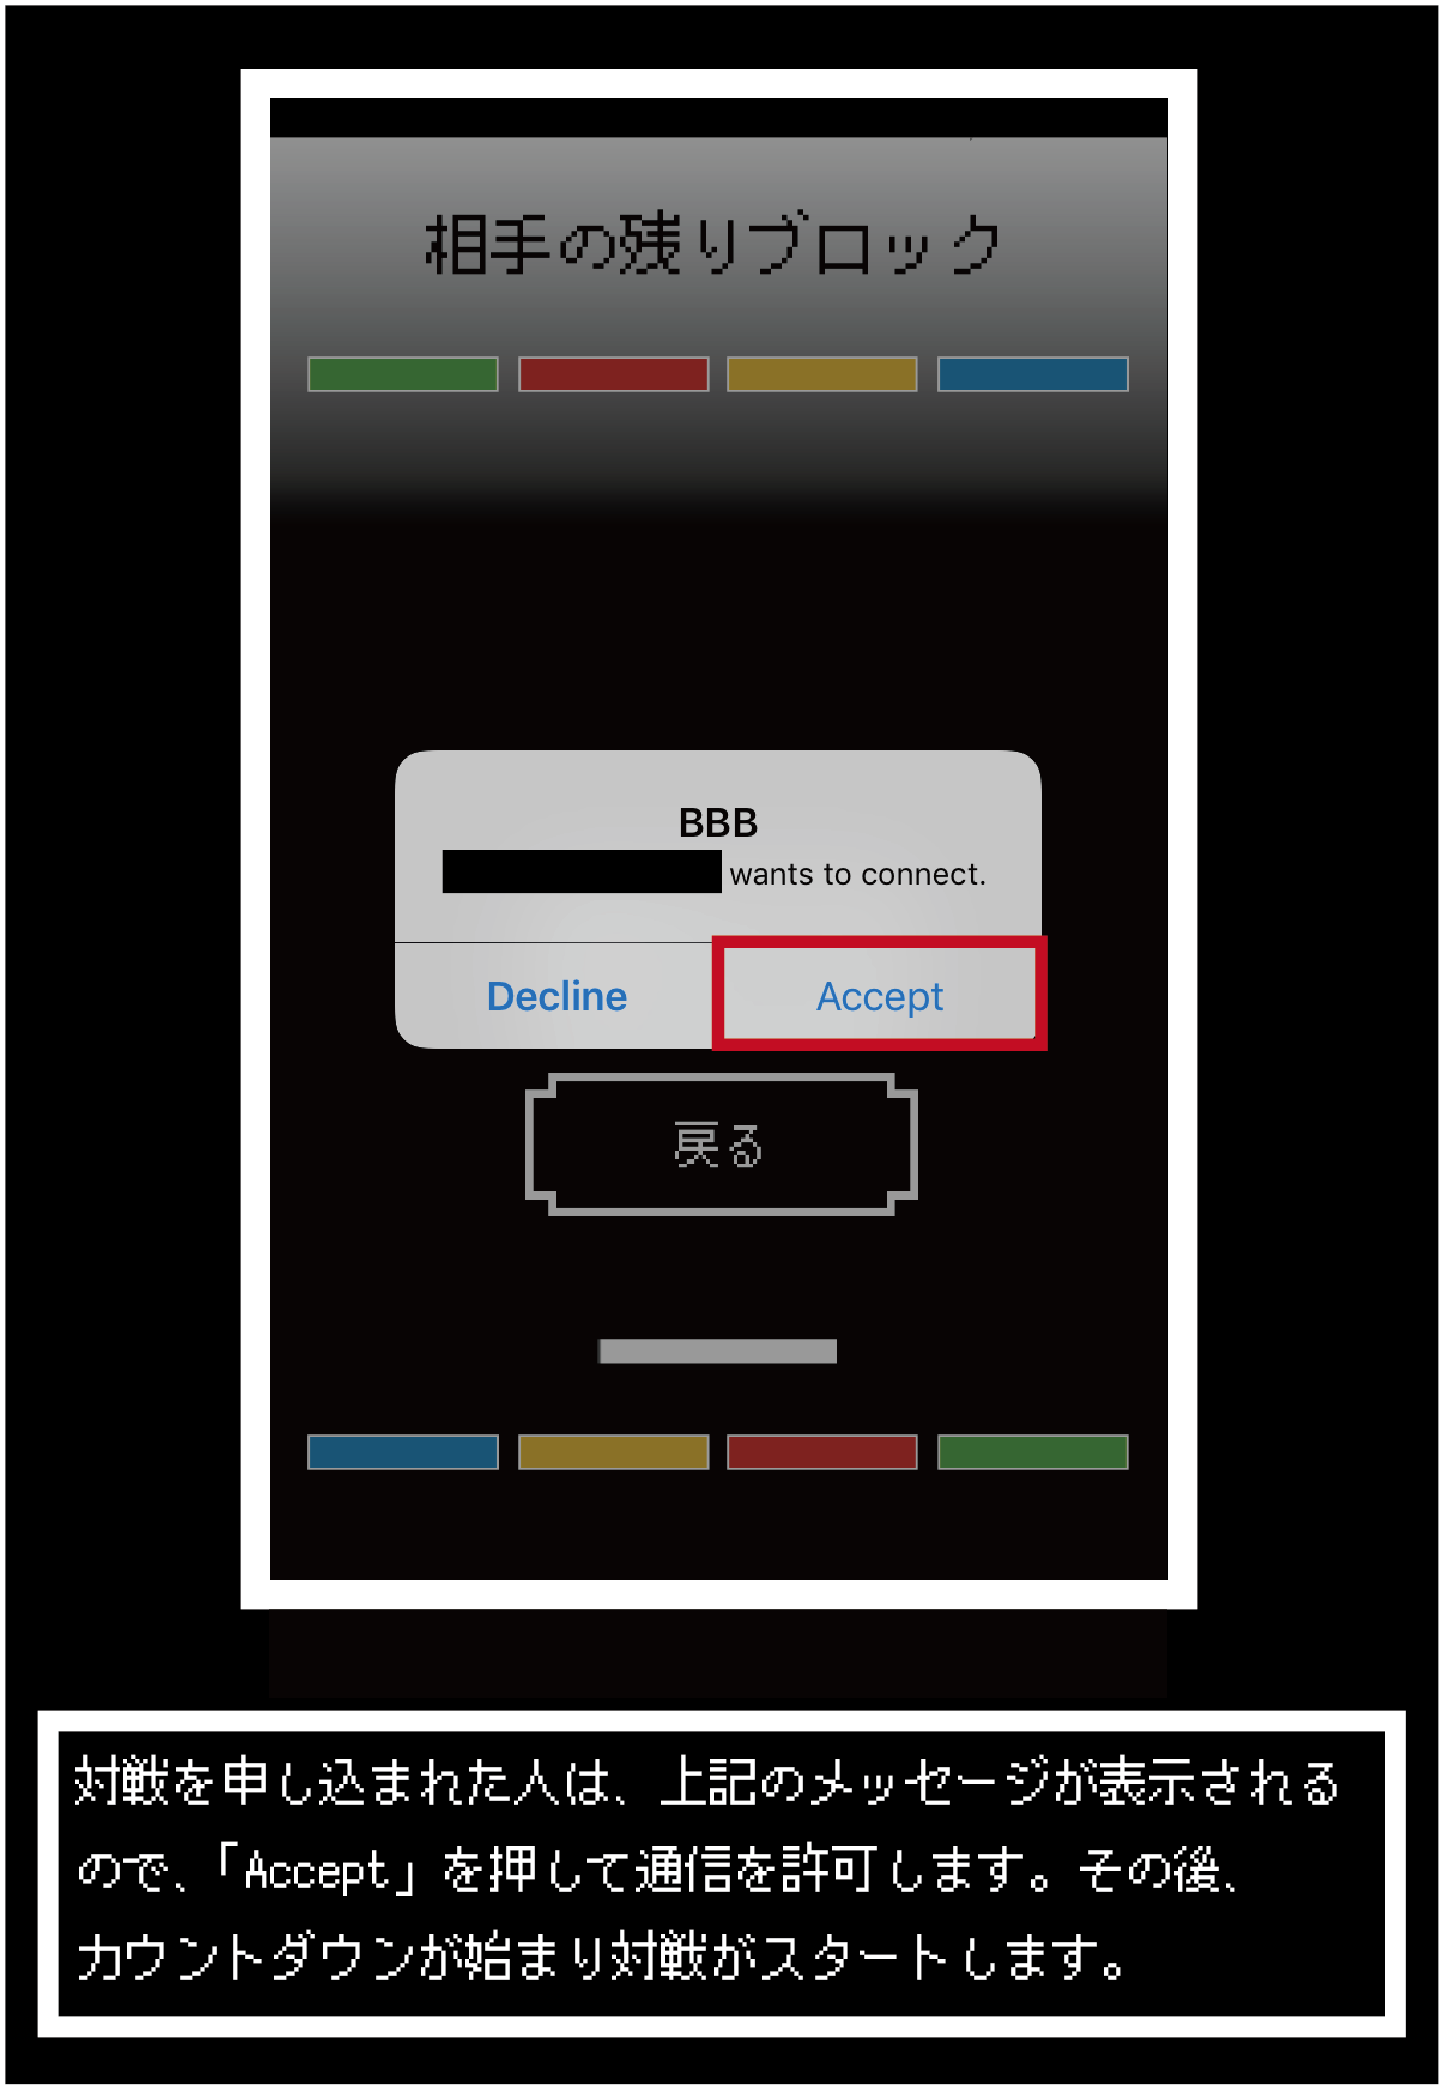 相手の残りブロック
BBB
wants to connect.
Decline
Accept
戻る
対戦を申し込まれた人は、上記のメッセージが表示される
ので、「Accept」を押して通信を許可します。その後、
カウントダウンが始まり対戦がスタートします。